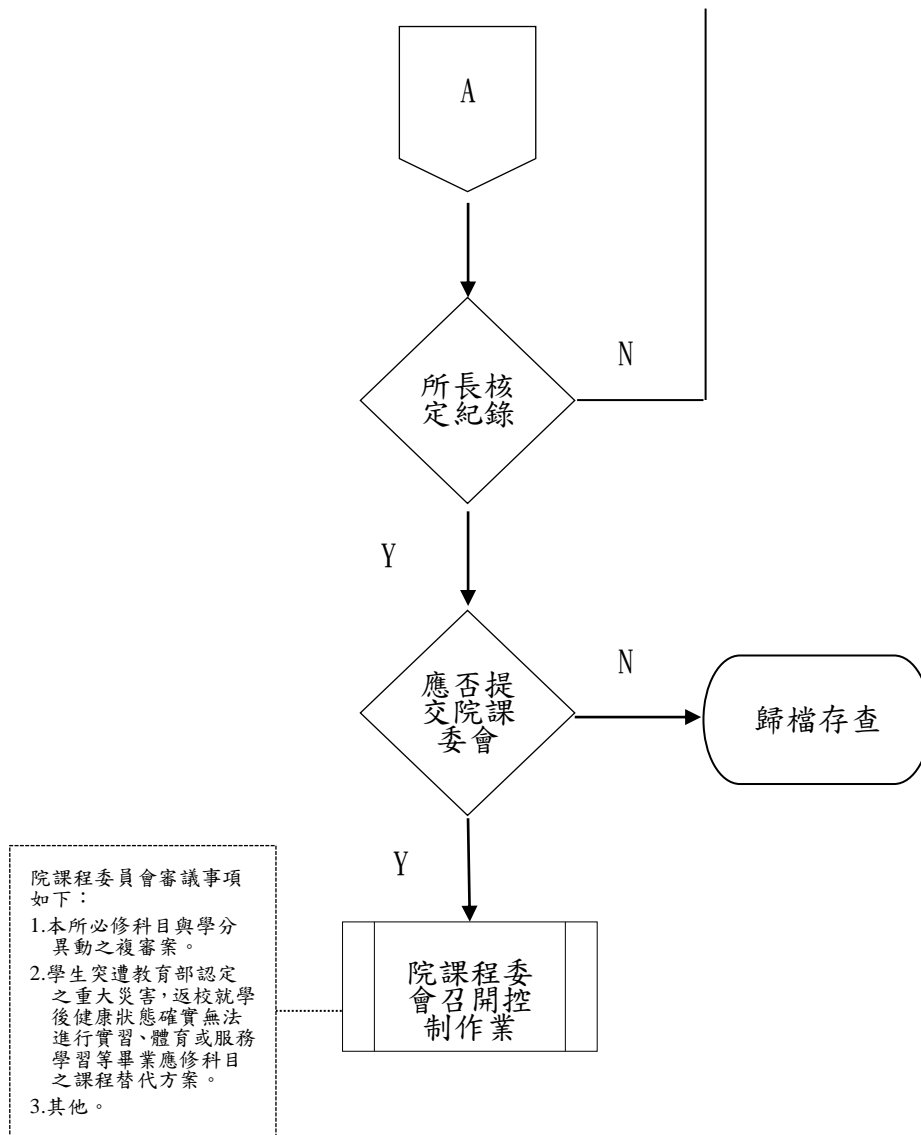 A
所長核
定紀錄
N
Y
應否提
交院課
委會
N
歸檔存查
Y
院課程委員會審議事項
如下：
1.本所必修科目與學分
異動之複審案。
2.學生突遭教育部認定
之重大災害，返校就學
後健康狀態確實無法
進行實習、體育或服務
學習等畢業應修科目
之課程替代方案。
3.其他。
院課程委
會召開控
制作業